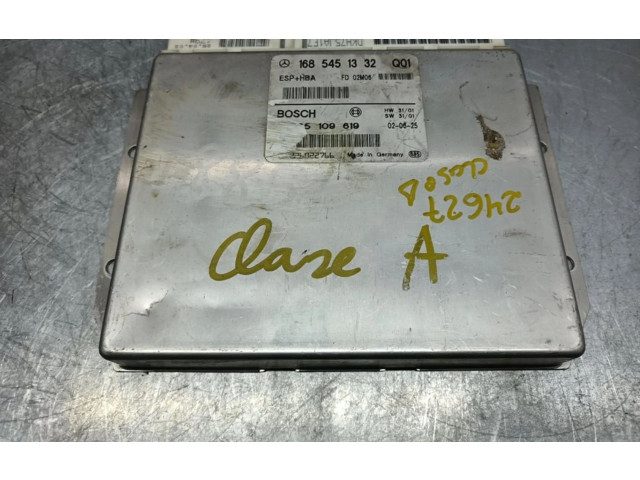 168 545 13 32 Q01
ESP+HBA FD 02M06
BOSCH HW 31/01
SW 31/01
5 109 619 02-06-25
Made in Germany
Clase A
24627